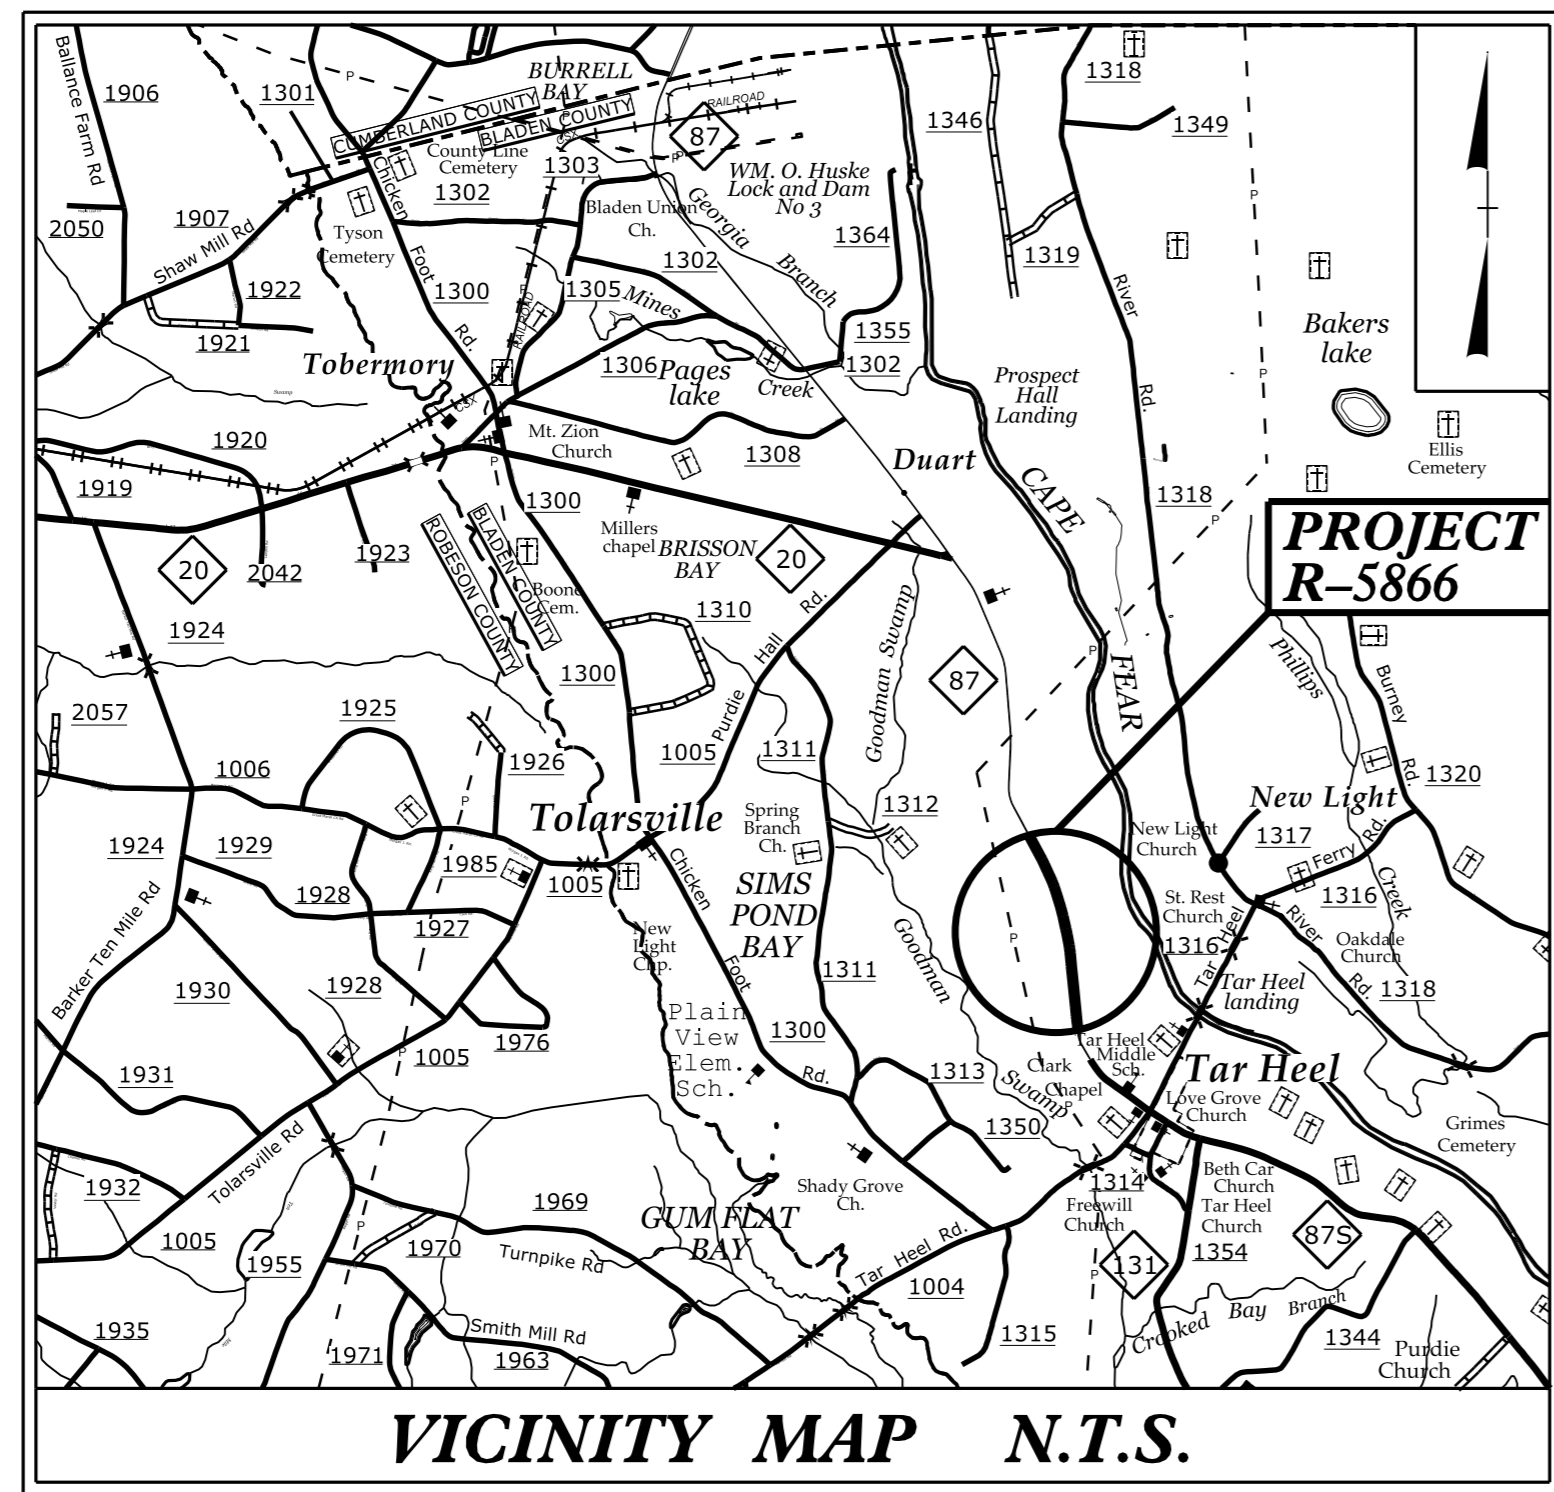 Ballance Farm Rd
1906
1301
P
BURRELL
BAY
CUMBERLAND COUNTY
BLADEN COUNTY
RAILROAD
CSX
87
1346
1318
1349
County Line
Cemetery
1303
P
Chicken
1302
WM. O. Huske
Lock and Dam
No 3
2050
1907
Shaw Mill Rd
Tyson
Cemetery
Bladen Union
Ch.
Georgia
Branch
1364
1319
P
Foot
1302
River
1922
1300
1305
Mines
RAILROAD
Bakers
lake
1921
Rd.
1355
Tobermory
1306
Pages
lake
Creek
1302
Prospect
Hall
Landing
Rd.
P
Swamp
CSX
1920
Mt. Zion
Church
1308
Duart
Ellis
Cemetery
P
1919
1300
CAPE
1318
P
ROBESON COUNTY
BLADEN COUNTY
Millers
chapel
BRISSON
BAY
20
PROJECT
R–5866
20
2042
1923
Boone
Cem.
1310
Rd.
Goodman Swamp
1924
Hall
P
FEAR
Phillips
1300
87
Burney
2057
1925
Purdie
1926
1005
1311
Rd.
1320
1006
P
1312
New Light
Tolarsville
Spring
Branch
Ch.
New Light
Church
1317
1924
1929
Ferry Rd.
1985
1005
Chicken
SIMS
POND
BAY
1928
St. Rest
Church
1316
Creek
Barker Ten Mile Rd
1927
New
Light
Chp.
Goodman
P
1316
Tar Heel
River
Oakdale
Church
Foot
1930
1928
1311
Tar Heel
landing
Rd.
1318
Plain
View
Elem.
Sch.
1300
1976
P
1005
Tar Heel
Middle
Sch.
1931
Rd.
1313
Clark
Chapel
Swamp
P
Tar Heel
Love Grove
Church
Tolarsville Rd
1350
Grimes
Cemetery
1932
Shady Grove
Ch.
1314
Beth Car
Church
Freewill
Church
Tar Heel
Church
1969
GUM FLAT
BAY
P
1005
1970
Turnpike Rd
Tar Heel Rd.
87S
1955
131
1354
P
1004
Crooked Bay Branch
1935
Smith Mill Rd
1315
1344
1971
1963
Purdie
Church
VICINITY MAP N.T.S.